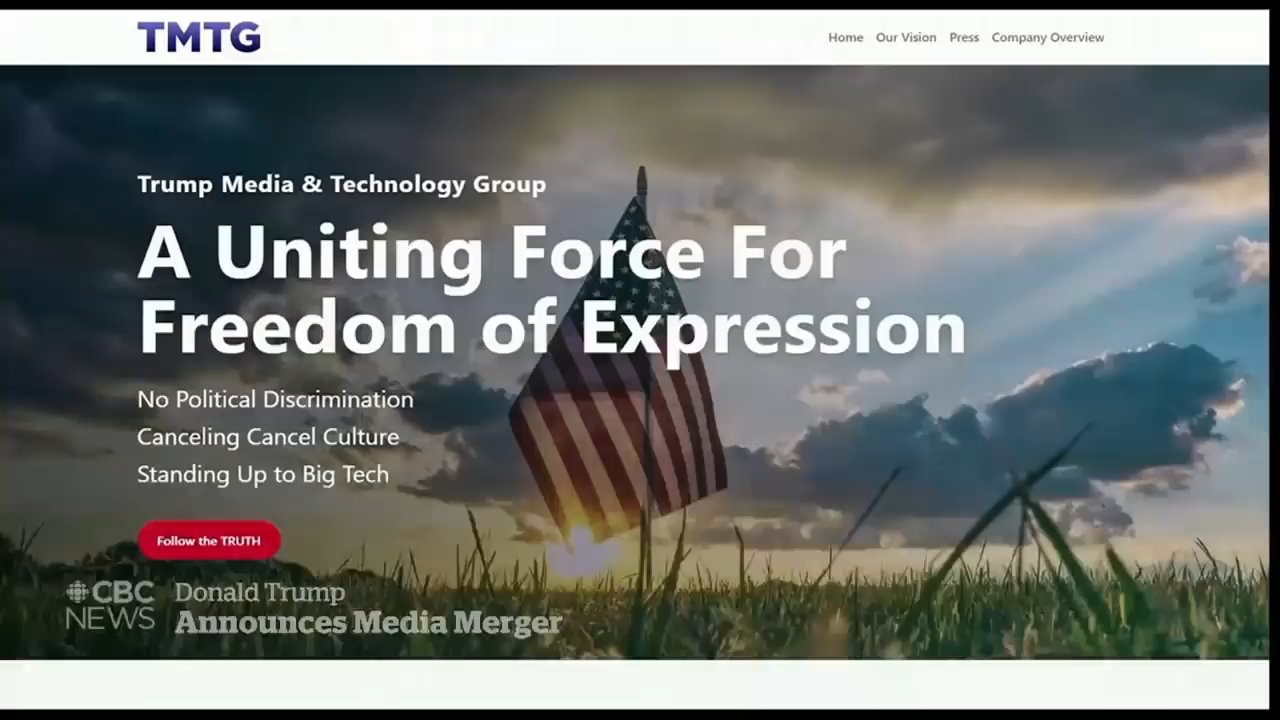 TMTG
Home Our Vision Press Company Overview
Trump Media & Technology Group
A Uniting Force For
Freedom of Expression
No Political Discrimination
Canceling Cancel Culture
Standing Up to Big Tech
Follow the TRUTH
CBC
NEWS
Donald Trump
Announces Media Merger